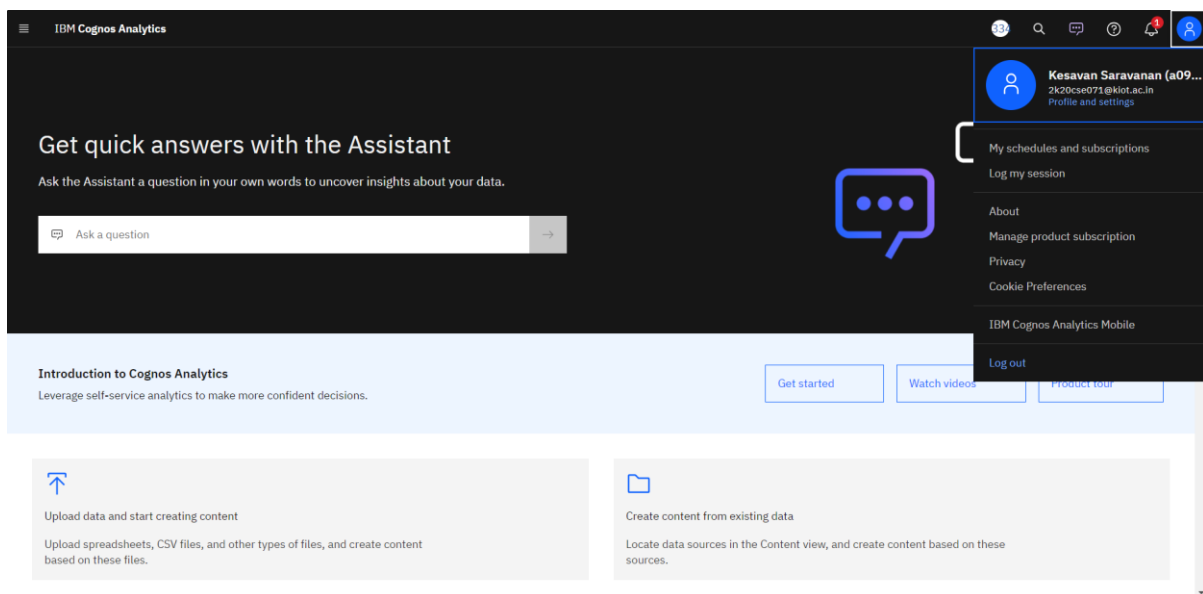 IBM Cognos Analytics
334
1
Kesavan Saravanan (a09...
2k20cse071@kiot.ac.in
Profile and settings
My schedules and subscriptions
Log my session
About
Manage product subscription
Privacy
Cookie Preferences
IBM Cognos Analytics Mobile
Log out
Get quick answers with the Assistant
Ask the Assistant a question in your own words to uncover insights about your data.
Ask a question
Introduction to Cognos Analytics
Leverage self-service analytics to make more confident decisions.
Get started
Watch videos
Product tour
Upload data and start creating content
Upload spreadsheets, CSV files, and other types of files, and create content
based on these files.
Create content from existing data
Locate data sources in the Content view, and create content based on these
sources.